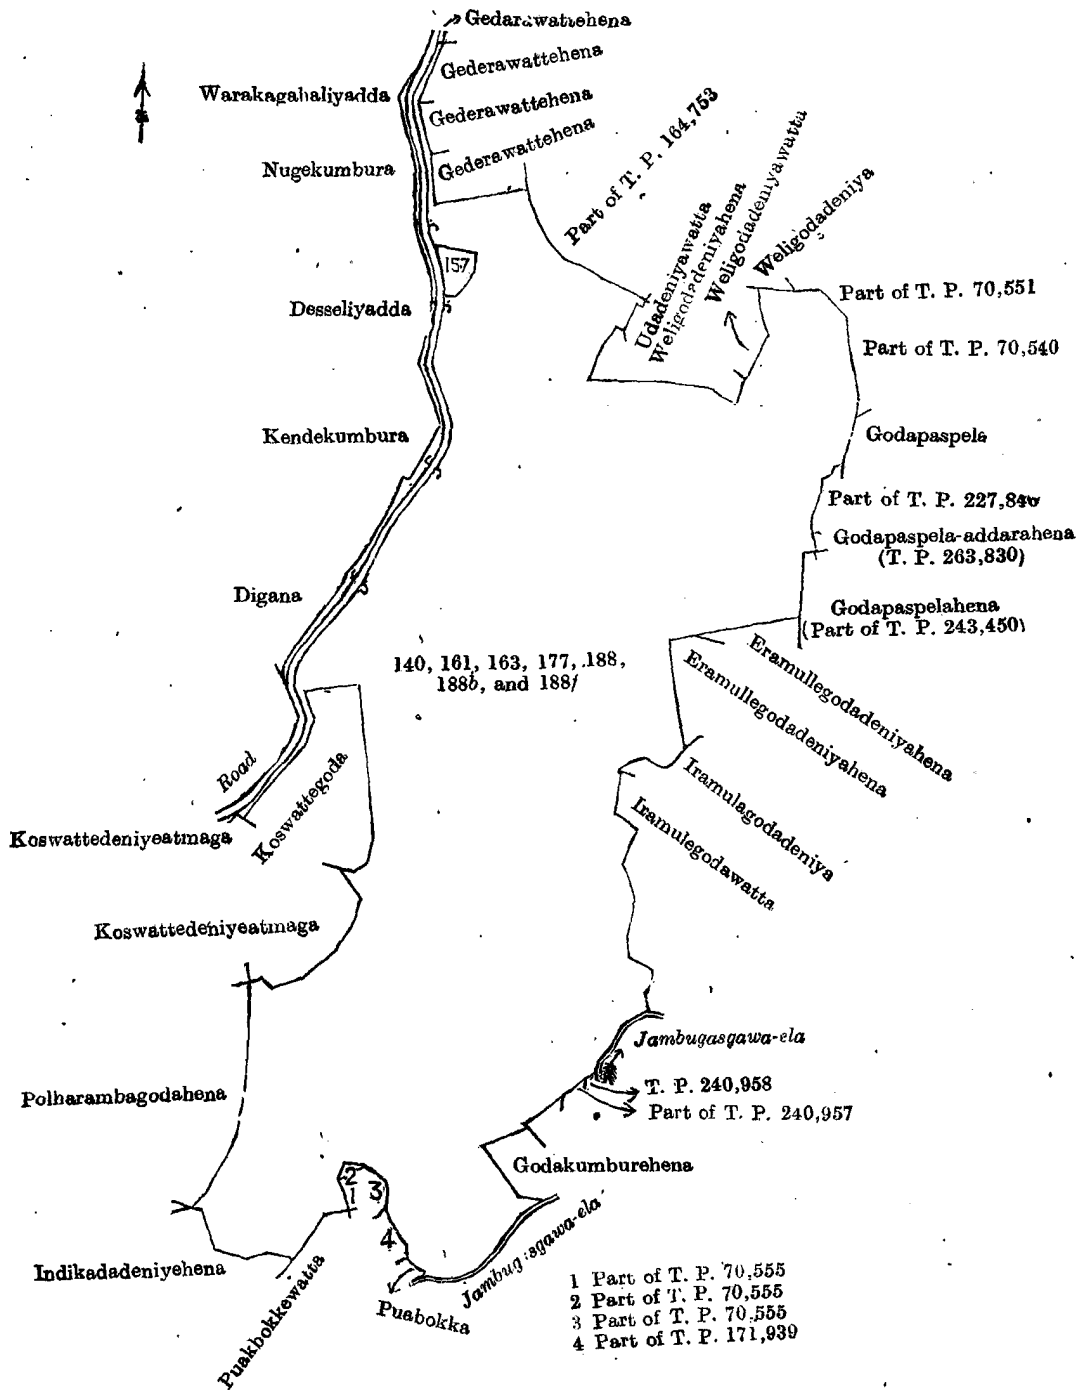 Gedarawattehena
Gederawattehena
Warakagahaliyadda
Gederawattehena
Nugekumbura
Gederawattehena
Part of T. P. 164,753
157
Desseliyadda
Udadeniyawatta
Weligodadeniyahena
Weligodadeniyawatta
Weligodadeniya
Part of T. P. 70,551
Part of T. P. 70,540
Kendekumbura
Godapaspela
Part of T. P.
Godapaspela-addarahena
(T. P. 263,830)
Digana
Godapaspelahena
(Part of T. P. 243,450)
140, 161, 163, 177, 188,
188b, and 188f
Eramullegodadeniyahena
Eramullegodadeniyahena
Road
Koswattegoda
Iramulagodadeniya
Iramulegodawatta
Koswattedeniyeatmaga
Koswattedeniyeatmaga
Jambugasgawa-ela
T. P. 240,958
Part of T. P. 240,957
Polharambagodahena
Godakumburehena
2
1
3
4
Indikadadeniyehena
Puakbokkewatta
Puabokka
Jambugasgawa-ela
1 Part of T. P. 70,555
2 Part of T. P. 70,555
3 Part of T. P. 70,555
4 Part of T. P. 171,939